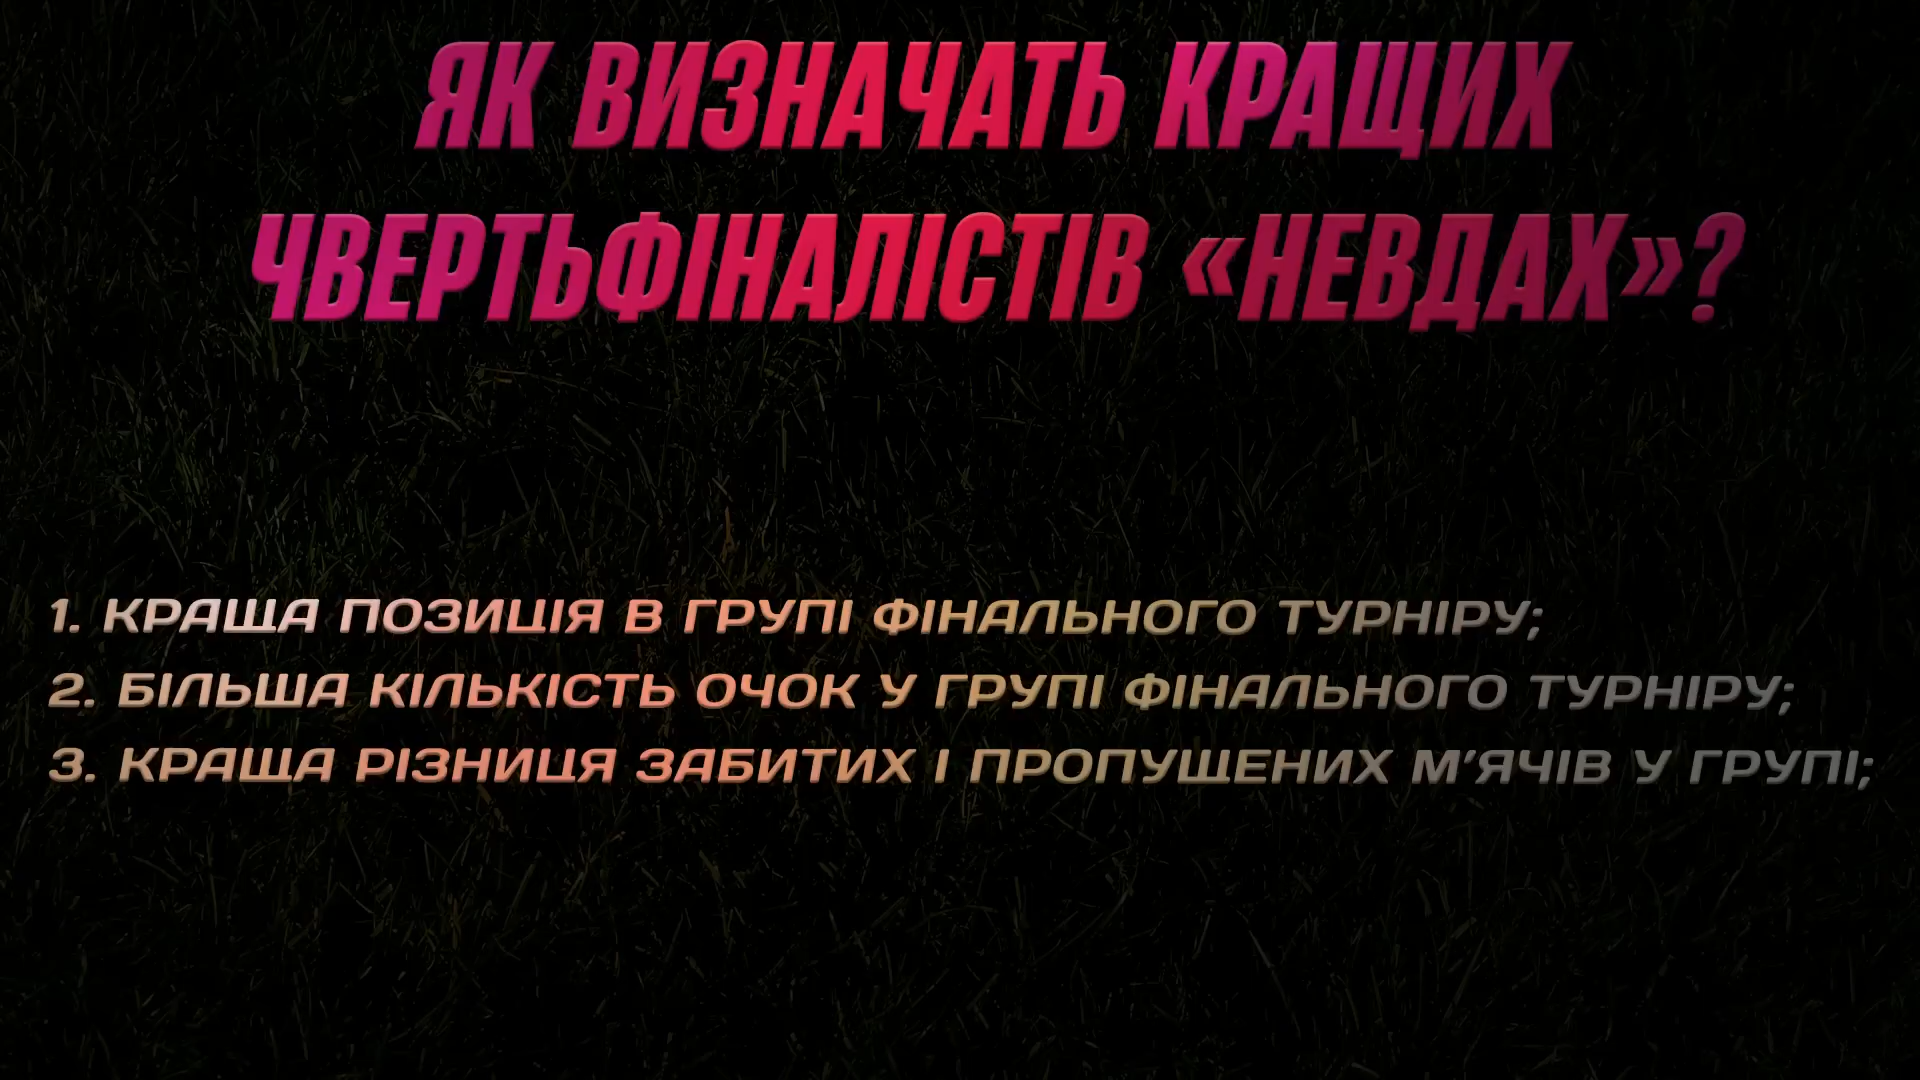 ЯК ВИЗНАЧАТЬ КРАЩИХ
ЧВЕРТЬФІНАЛІСТІВ «НЕВДАХ»?
1. КРАЩА ПОЗИЦІЯ В ГРУПІ ФІНАЛЬНОГО ТУРНІРУ;
2. БІЛЬША КІЛЬКІСТЬ ОЧОК У ГРУПІ ФІНАЛЬНОГО ТУРНІРУ;
3. КРАЩА РІЗНИЦЯ ЗАБИТИХ І ПРОПУЩЕНИХ М'ЯЧІВ У ГРУПІ;